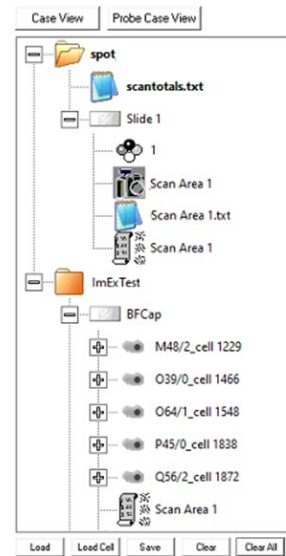 Case View Probe Case View
spot
scantotals.txt
Slide 1
1
Scan Area 1
Scan Area 1.txt
Scan Area 1
ImExTest
BFCap
M48/2_cell 1229
O39/0_cell 1466
O64/1_cell 1548
P45/0_cell 1838
Q56/2_cell 1872
Scan Area 1
Load Load Cell Save Clear Clear All